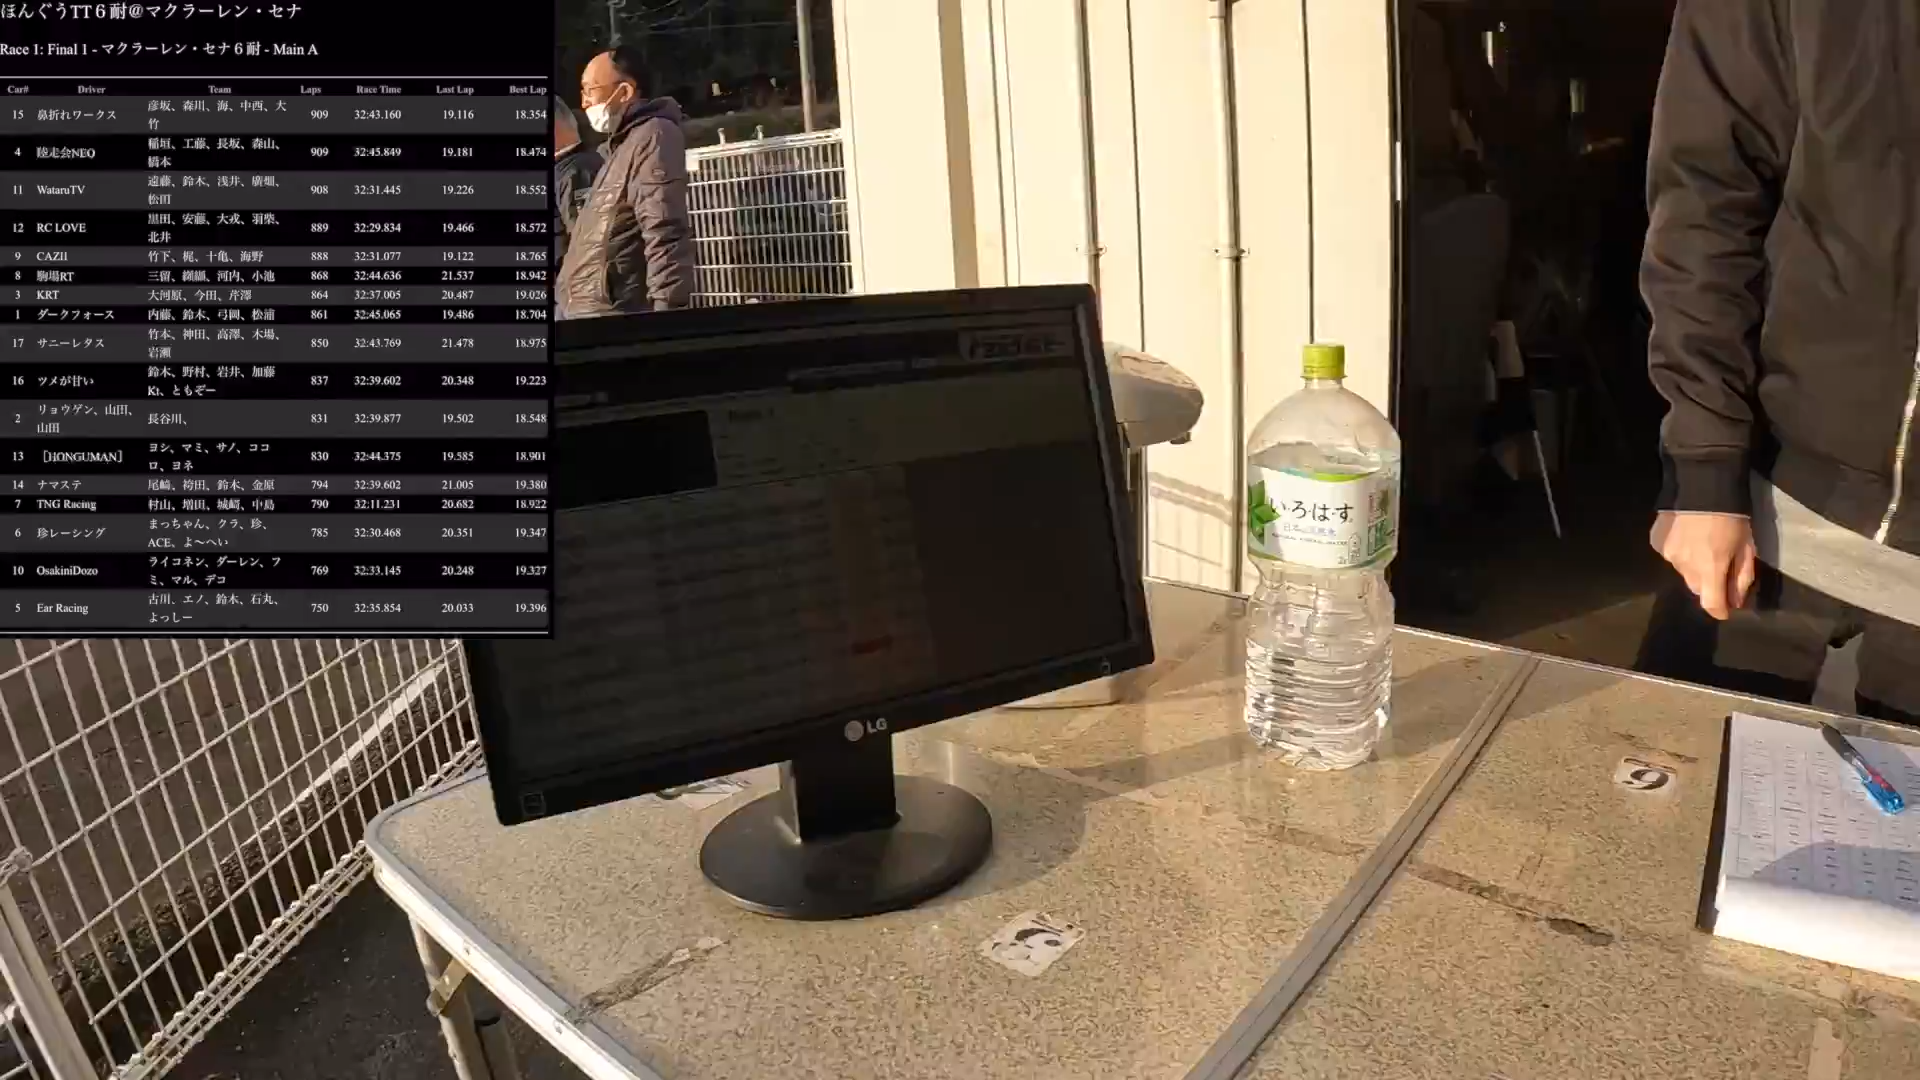 ほんぐうTT６耐＠マクラーレン・セナ
Race 1: Final 1 - マクラーレン・セナ６耐 - Main A
Car# Driver Team Laps Race Time Last Lap Best Lap
15 鼻折れワークス 彦坂、森川、海、中西、大竹 909 32:43.160 19.116 18.354
4 陸走会NEO 稲垣、工藤、長坂、森山、橋本 909 32:45.849 19.181 18.474
11 WataruTV 遠藤、鈴木、浅井、廣畑、松田 908 32:31.445 19.226 18.552
12 RC LOVE 黒田、安藤、大戎、羽柴、北井 889 32:29.834 19.466 18.572
9 CAZII 竹下、梶、十亀、海野 888 32:31.077 19.122 18.765
8 駒場RT 三留、纐纈、河内、小池 868 32:44.636 21.537 18.942
3 KRT 大河原、今田、芹澤 864 32:37.005 20.487 19.026
1 ダークフォース 内藤、鈴木、弓岡、松浦 861 32:45.065 19.486 18.704
17 サニーレタス 竹本、神田、高澤、木場、岩瀬 850 32:43.769 21.478 18.975
16 ツメが甘い 鈴木、野村、岩井、加藤Kt、ともぞー 837 32:39.602 20.348 19.223
2 リョウゲン、山田、山田 長谷川、 831 32:39.877 19.502 18.548
13 ［HONGUMAN］ ヨシ、マミ、サノ、ココロ、ヨネ 830 32:44.375 19.585 18.901
14 ナマステ 尾崎、袴田、鈴木、金原 794 32:39.602 21.005 19.380
7 TNG Racing 村山、増田、城崎、中島 790 32:11.231 20.682 18.922
6 珍レーシング まっちゃん、クラ、珍、ACE、よ〜へい 785 32:30.468 20.351 19.347
10 OsakiniDozo ライコネン、ダーレン、フミ、マル、デコ 769 32:33.145 20.248 19.327
5 Ear Racing 古川、エノ、鈴木、石丸、よっしー 750 32:35.854 20.033 19.396
LG
い・ろ・は・す
9